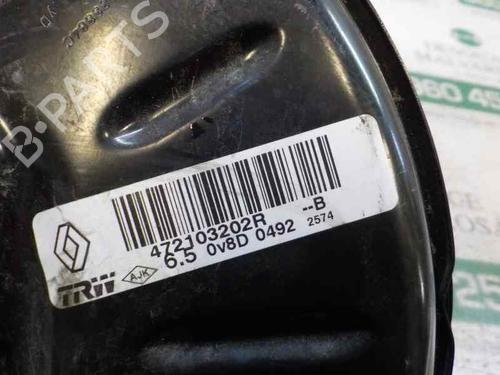 B-PARTS
472103202R --B
6.5 0v8D 0492 2574
TRW AJK